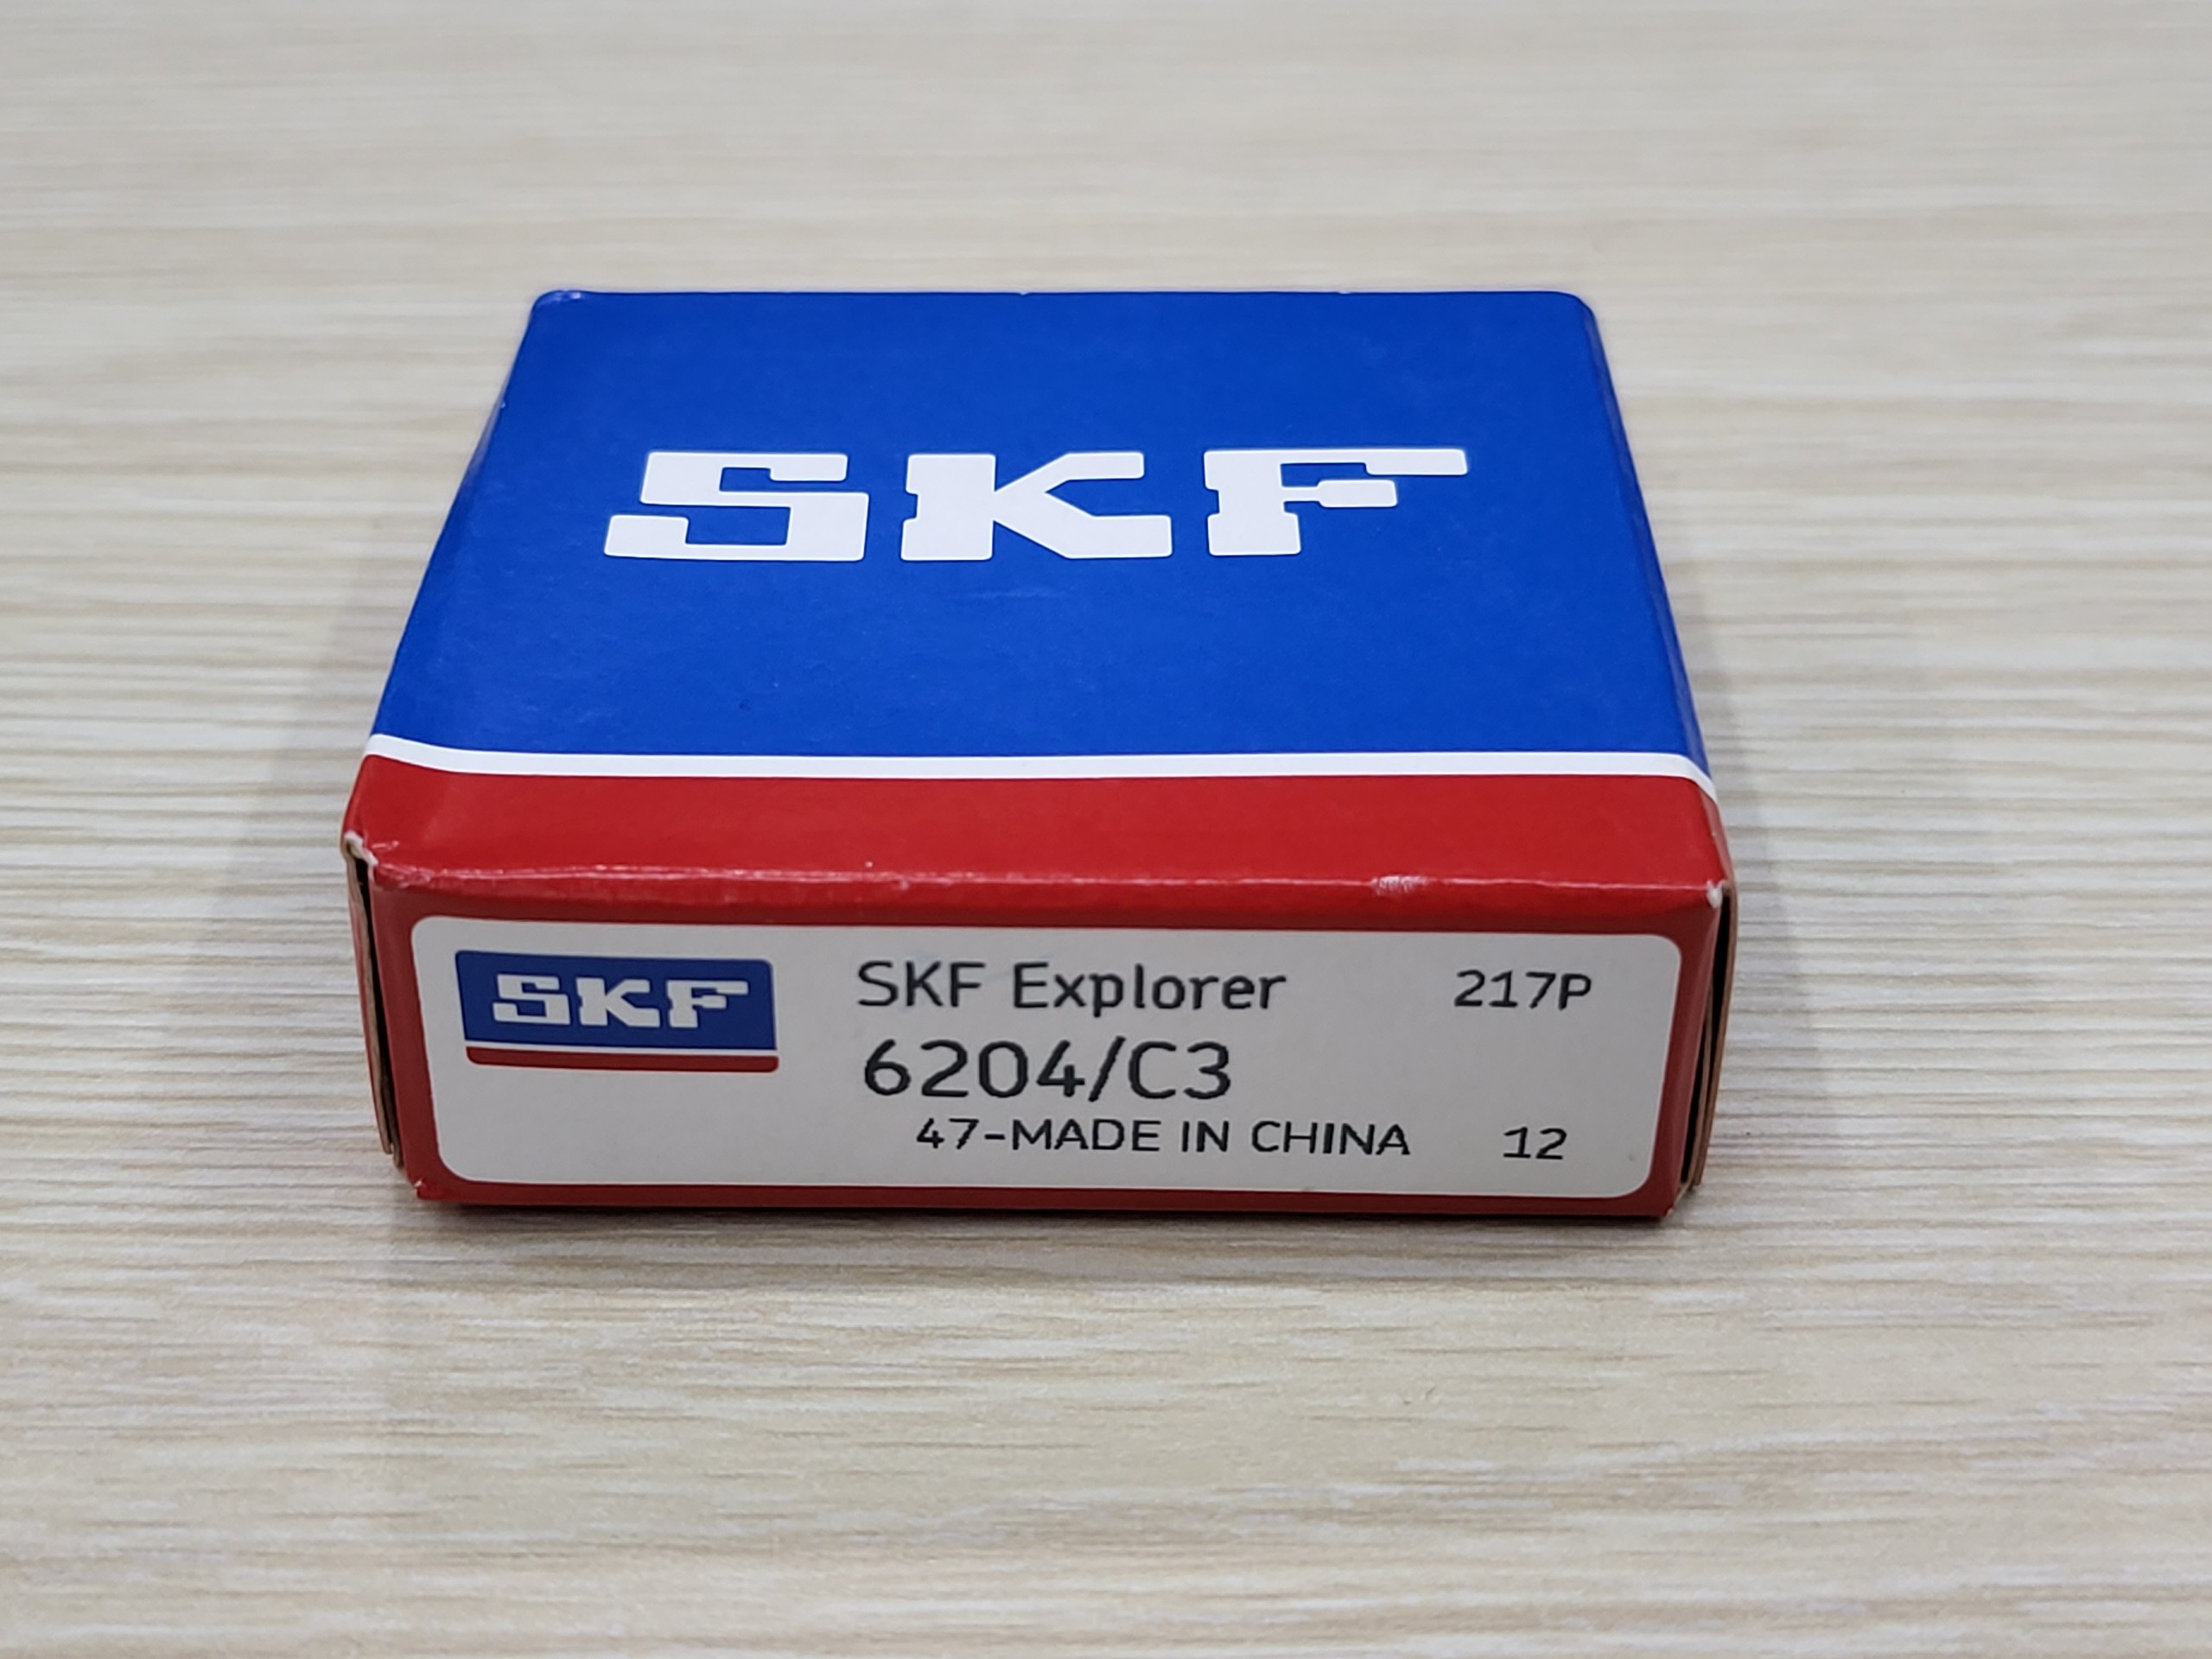 SKF
SKF
SKF Explorer 217P
6204/C3
47-MADE IN CHINA 12